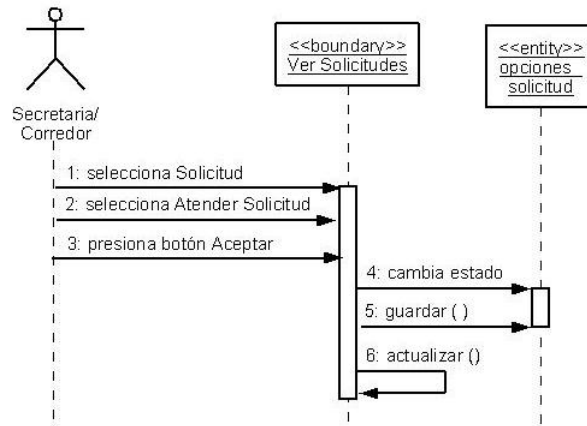 <<boundary>>
Ver Solicitudes
<<entity>>
opciones
solicitud
Secretaria/
Corredor
1: selecciona Solicitud
2: selecciona Atender Solicitud
3: presiona botón Aceptar
4: cambia estado
5: guardar ( )
6: actualizar ()